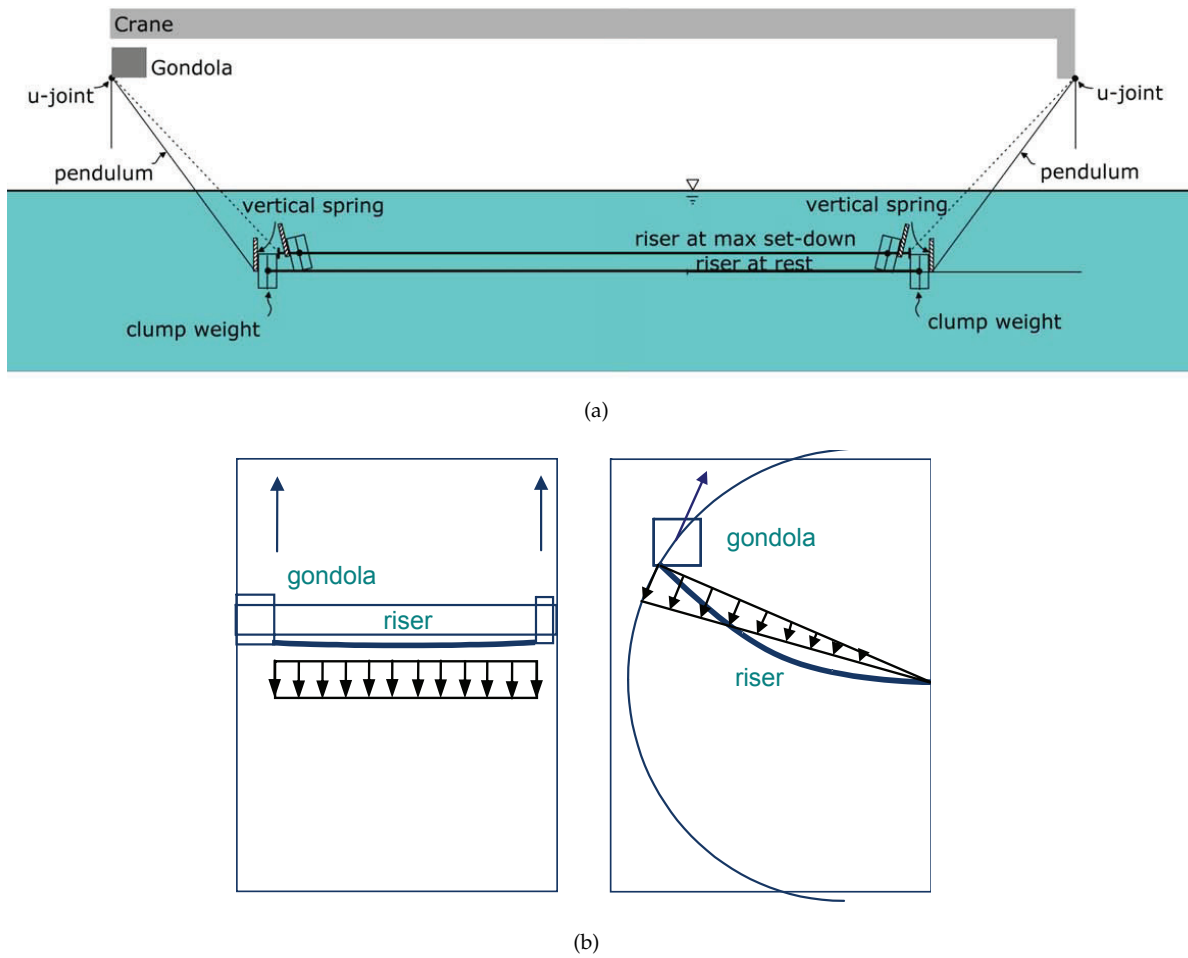 Crane
Gondola
u-joint
u-joint
pendulum
pendulum
vertical spring
vertical spring
riser at max set-down
riser at rest
clump weight
clump weight
(a)
gondola
riser
gondola
riser
(b)